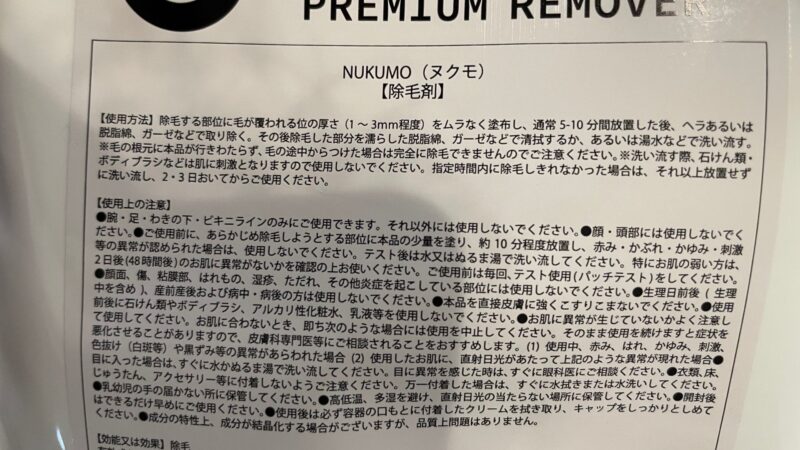 PREMIUM REMOVER
NUKUMO（ヌクモ）
【除毛剤】
【使用方法】除毛する部位に毛が覆われる位の厚さ（1～3mm程度）をムラなく塗布し、通常5-10分間放置した後、ヘラあるいは
脱脂綿、ガーゼなどで取り除く。その後除毛した部分を濡らした脱脂綿、ガーゼなどで清拭するか、あるいは湯水などで洗い流す。
※毛の根元に本品が行きわたらず、毛の途中からつけた場合は完全に除毛できませんのでご注意ください。※洗い流す際、石けん類・
ボディブラシなどは肌に刺激となりますので使用しないでください。指定時間内に除毛しきれなかった場合は、それ以上放置せず
に洗い流し、2・3日おいてからご使用ください。
【使用上の注意】
●腕・足・わきの下・ビキニラインのみにご使用できます。それ以外には使用しないでください。●顔・頭部には使用しないでく
ださい。●ご使用前に、あらかじめ除毛しようとする部位に本品の少量を塗り、約10分程度放置し、赤み・かぶれ・かゆみ・刺激
等の異常が認められた場合は、使用しないでください。テスト後は水又はぬるま湯で洗い流してください。特にお肌の弱い方は、
2日後(48時間後)のお肌に異常がないかを確認の上お使いください。ご使用前は毎回、テスト使用(パッチテスト)をしてください。
●顔面、傷、粘膜部、はれもの、湿疹、ただれ、その他炎症を起こしている部位には使用しないでください。●生理日前後(生理
中を含め)、産前産後および病中・病後の方は使用しないでください。●本品を直接皮膚に強くこすりこまないでください。●使用
前後に石けん類やボディブラシ、アルカリ性化粧水、乳液等を使用しないでください。●お肌に異常が生じていないかよく注意し
て使用してください。お肌に合わないとき、即ち次のような場合には使用を中止してください。そのまま使用を続けますと症状を
悪化させることがありますので、皮膚科専門医等にご相談されることをおすすめします。(1) 使用中、赤み、はれ、かゆみ、刺激、
色抜け（白斑等）や黒ずみ等の異常があらわれた場合 (2) 使用したお肌に、直射日光があたって上記のような異常が現れた場合●
目に入った場合は、すぐに水かぬるま湯で洗い流してください。目に異常を感じた時は、すぐに眼科医にご相談ください。●衣類、床、
じゅうたん、アクセサリー等に付着しないようご注意ください。万一付着した場合は、すぐに水拭きまたは水洗いしてください。
●乳幼児の手の届かない所に保管してください。●高低温、多湿を避け、直射日光の当たらない場所に保管してください。●開封後
はできるだけ早めにご使用ください。●使用後は必ず容器の口もとに付着したクリームを拭き取り、キャップをしっかりとしめて
ください。●成分の特性上、成分が結晶化する場合がございますが、品質上問題はありません。
【効能又は効果】除毛